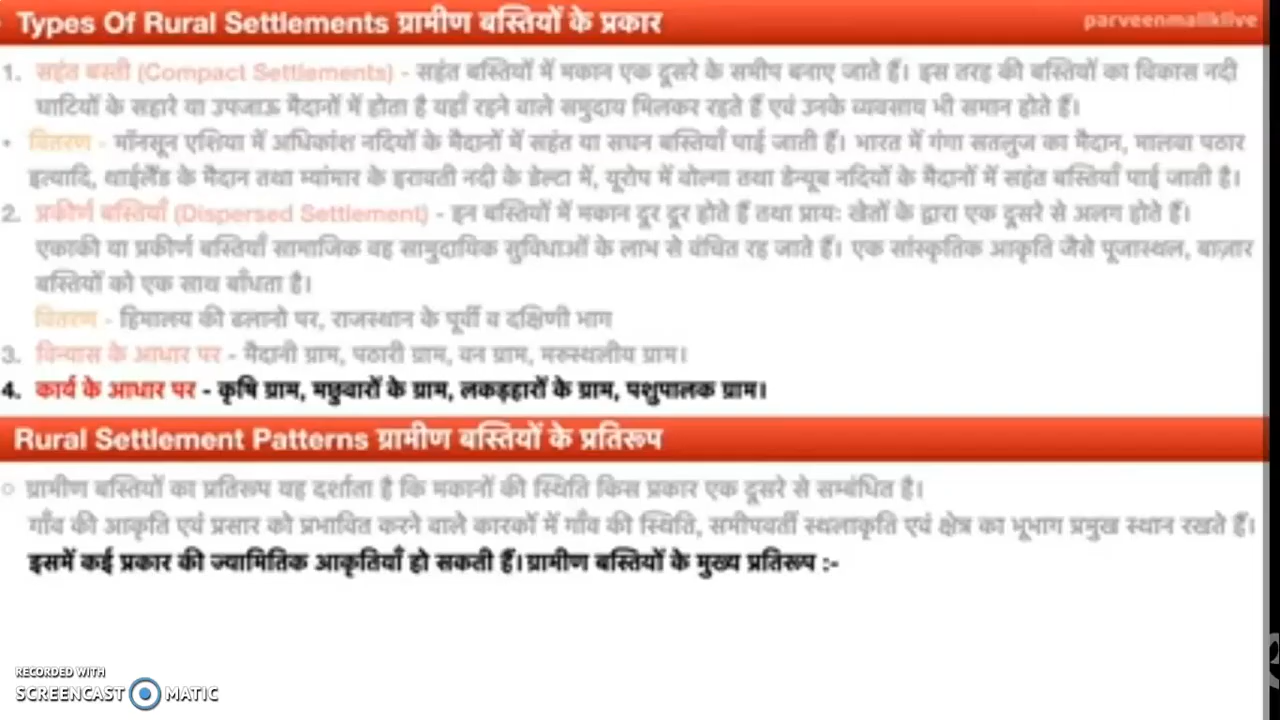 Types Of Rural Settlements ग्रामीण बस्तियों के प्रकार
parveenmaliklive
1. सहंत बस्ती (Compact Settlements) - सहंत बस्तियों में मकान एक दूसरे के समीप बनाए जाते हैं। इस तरह की बस्तियों का विकास नदी
घाटियों के सहारे या उपजाऊ मैदानों में होता है यहाँ रहने वाले समुदाय मिलकर रहते हैं एवं उनके व्यवसाय भी समान होते हैं।
• वितरण - मॉनसून एशिया में अधिकांश नदियों के मैदानों में सहंत या सघन बस्तियाँ पाई जाती हैं। भारत में गंगा सतलुज का मैदान, मालवा पठार
इत्यादि, थाईलैंड के मैदान तथा म्यांमार के इरावती नदी के डेल्टा में, यूरोप में वोल्गा तथा डेन्यूब नदियों के मैदानों में सहंत बस्तियाँ पाई जाती है।
2. प्रकीर्ण बस्तियाँ (Dispersed Settlement) - इन बस्तियों में मकान दूर दूर होते हैं तथा प्रायः खेतों के द्वारा एक दूसरे से अलग होते हैं।
एकाकी या प्रकीर्ण बस्तियाँ सामाजिक वह सामुदायिक सुविधाओं के लाभ से वंचित रह जाते हैं। एक सांस्कृतिक आकृति जैसे पूजास्थल, बाज़ार
बस्तियों को एक साथ बाँधता है।
वितरण - हिमालय की ढलानो पर, राजस्थान के पूर्वी व दक्षिणी भाग
3. विन्यास के आधार पर - मैदानी ग्राम, पठारी ग्राम, वन ग्राम, मरुस्थलीय ग्राम।
4. कार्य के आधार पर - कृषि ग्राम, मछुवारों के ग्राम, लकड़हारों के ग्राम, पशुपालक ग्राम।
Rural Settlement Patterns ग्रामीण बस्तियों के प्रतिरूप
ग्रामीण बस्तियों का प्रतिरूप यह दर्शाता है कि मकानों की स्थिति किस प्रकार एक दूसरे से सम्बंधित है।
गाँव की आकृति एवं प्रसार को प्रभावित करने वाले कारकों में गाँव की स्थिति, समीपवर्ती स्थलाकृति एवं क्षेत्र का भूभाग प्रमुख स्थान रखते हैं।
इसमें कई प्रकार की ज्यामितिक आकृतियाँ हो सकती हैं। ग्रामीण बस्तियों के मुख्य प्रतिरूप :-
RECORDED WITH
SCREENCAST MATIC